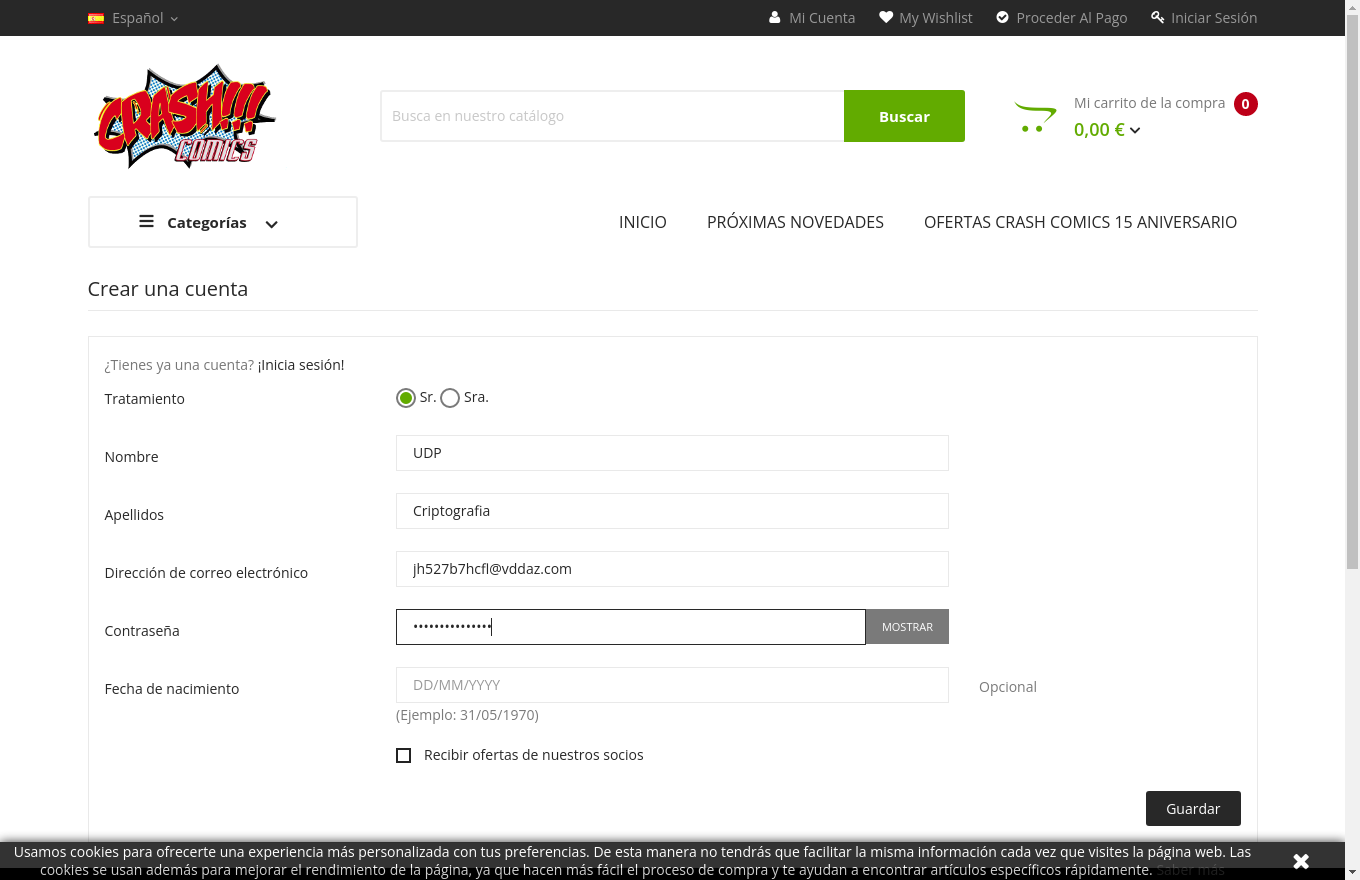 Español
Mi Cuenta
My Wishlist
Proceder Al Pago
Iniciar Sesión
CRASH!!!
COMICS
Busca en nuestro catálogo
Buscar
Mi carrito de la compra 0
0,00 €
Categorías
INICIO
PRÓXIMAS NOVEDADES
OFERTAS CRASH COMICS 15 ANIVERSARIO
Crear una cuenta
¿Tienes ya una cuenta? ¡Inicia sesión!
Tratamiento
Sr. Sra.
Nombre
UDP
Apellidos
Criptografia
Dirección de correo electrónico
jh527b7hcfl@vddaz.com
Contraseña
•••••••••••••••
MOSTRAR
Fecha de nacimiento
DD/MM/YYYY
Opcional
(Ejemplo: 31/05/1970)
Recibir ofertas de nuestros socios
Guardar
Usamos cookies para ofrecerte una experiencia más personalizada con tus preferencias. De esta manera no tendrás que facilitar la misma información cada vez que visites la página web. Las
cookies se usan además para mejorar el rendimiento de la página, ya que hacen más fácil el proceso de compra y te ayudan a encontrar artículos específicos rápidamente. Saber más